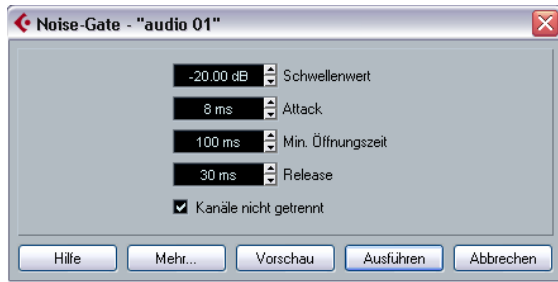 Noise-Gate - "audio 01"
-20.00 dB Schwellenwert
8 ms Attack
100 ms Min. Öffnungszeit
30 ms Release
Kanäle nicht getrennt
Hilfe Mehr... Vorschau Ausführen Abbrechen